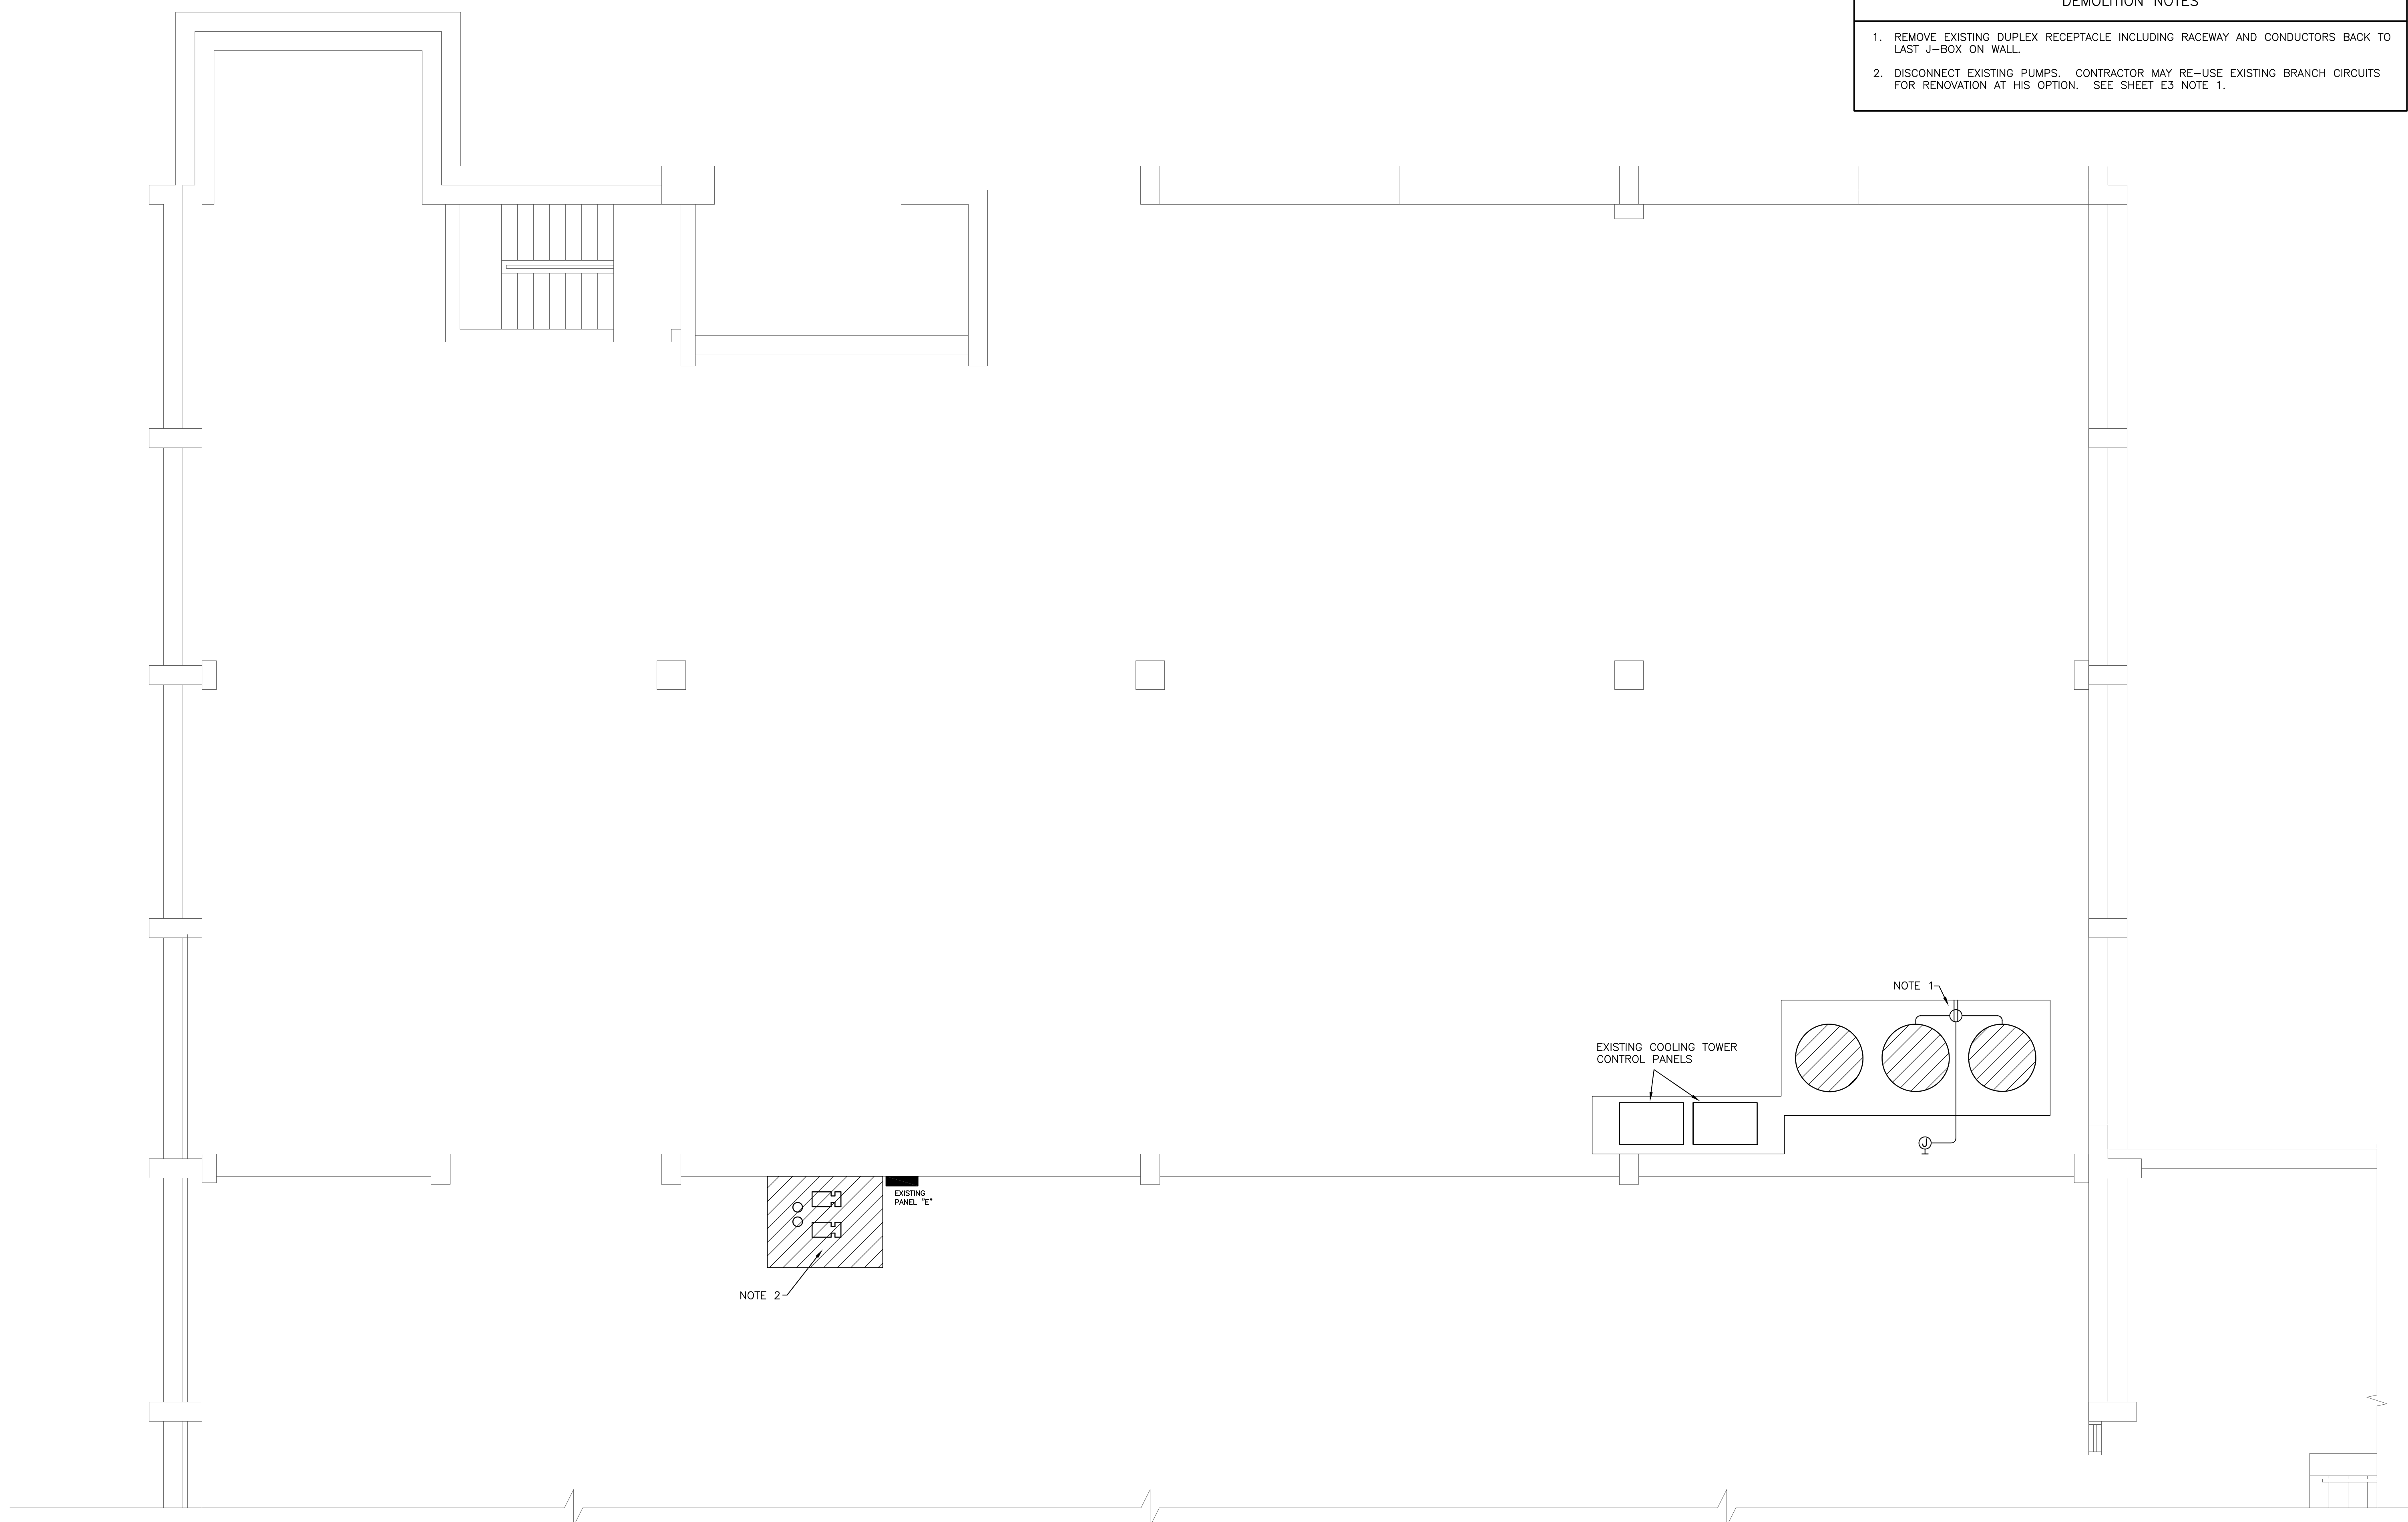 DEMOLITION NOTES
1. REMOVE EXISTING DUPLEX RECEPTACLE INCLUDING RACEWAY AND CONDUCTORS BACK TO
LAST J-BOX ON WALL.
2. DISCONNECT EXISTING PUMPS. CONTRACTOR MAY RE-USE EXISTING BRANCH CIRCUITS
FOR RENOVATION AT HIS OPTION. SEE SHEET E3 NOTE 1.
NOTE 1
EXISTING COOLING TOWER
CONTROL PANELS
J
EXISTING
PANEL "E"
NOTE 2